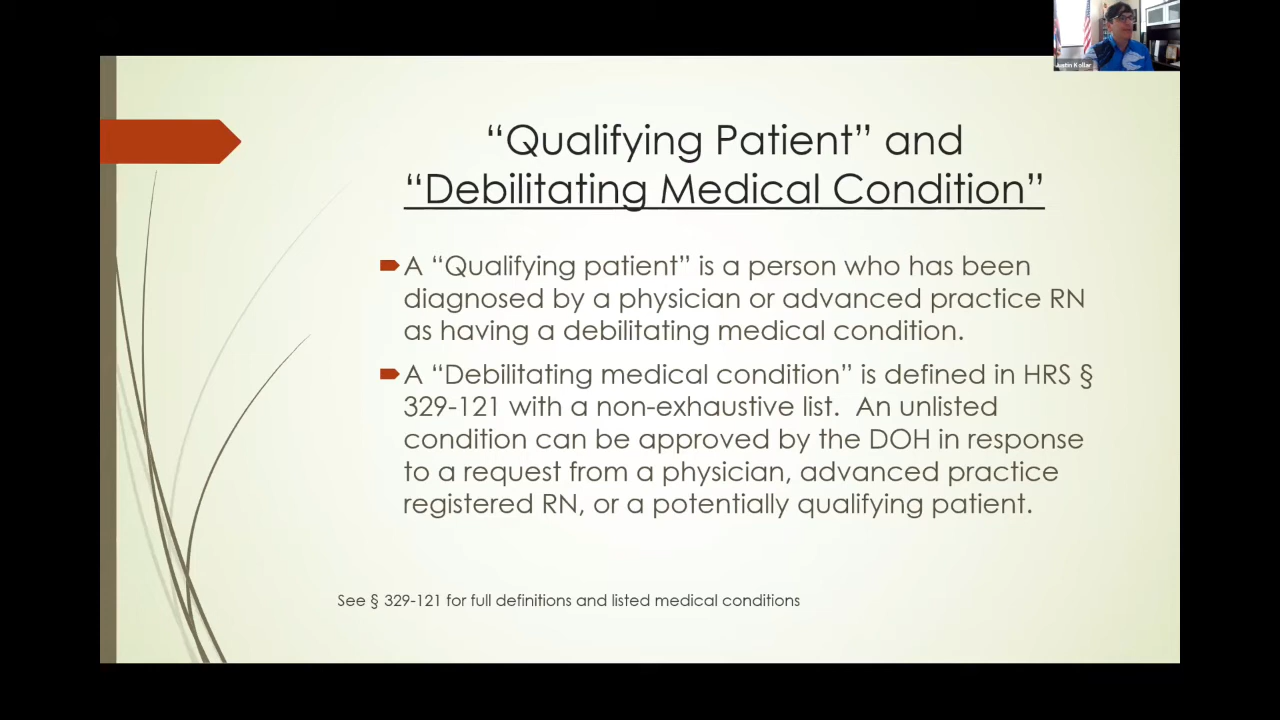 Justin Kollar
“Qualifying Patient” and
“Debilitating Medical Condition”
A “Qualifying patient” is a person who has been
diagnosed by a physician or advanced practice RN
as having a debilitating medical condition.
A “Debilitating medical condition” is defined in HRS §
329-121 with a non-exhaustive list.  An unlisted
condition can be approved by the DOH in response
to a request from a physician, advanced practice
registered RN, or a potentially qualifying patient.
See § 329-121 for full definitions and listed medical conditions